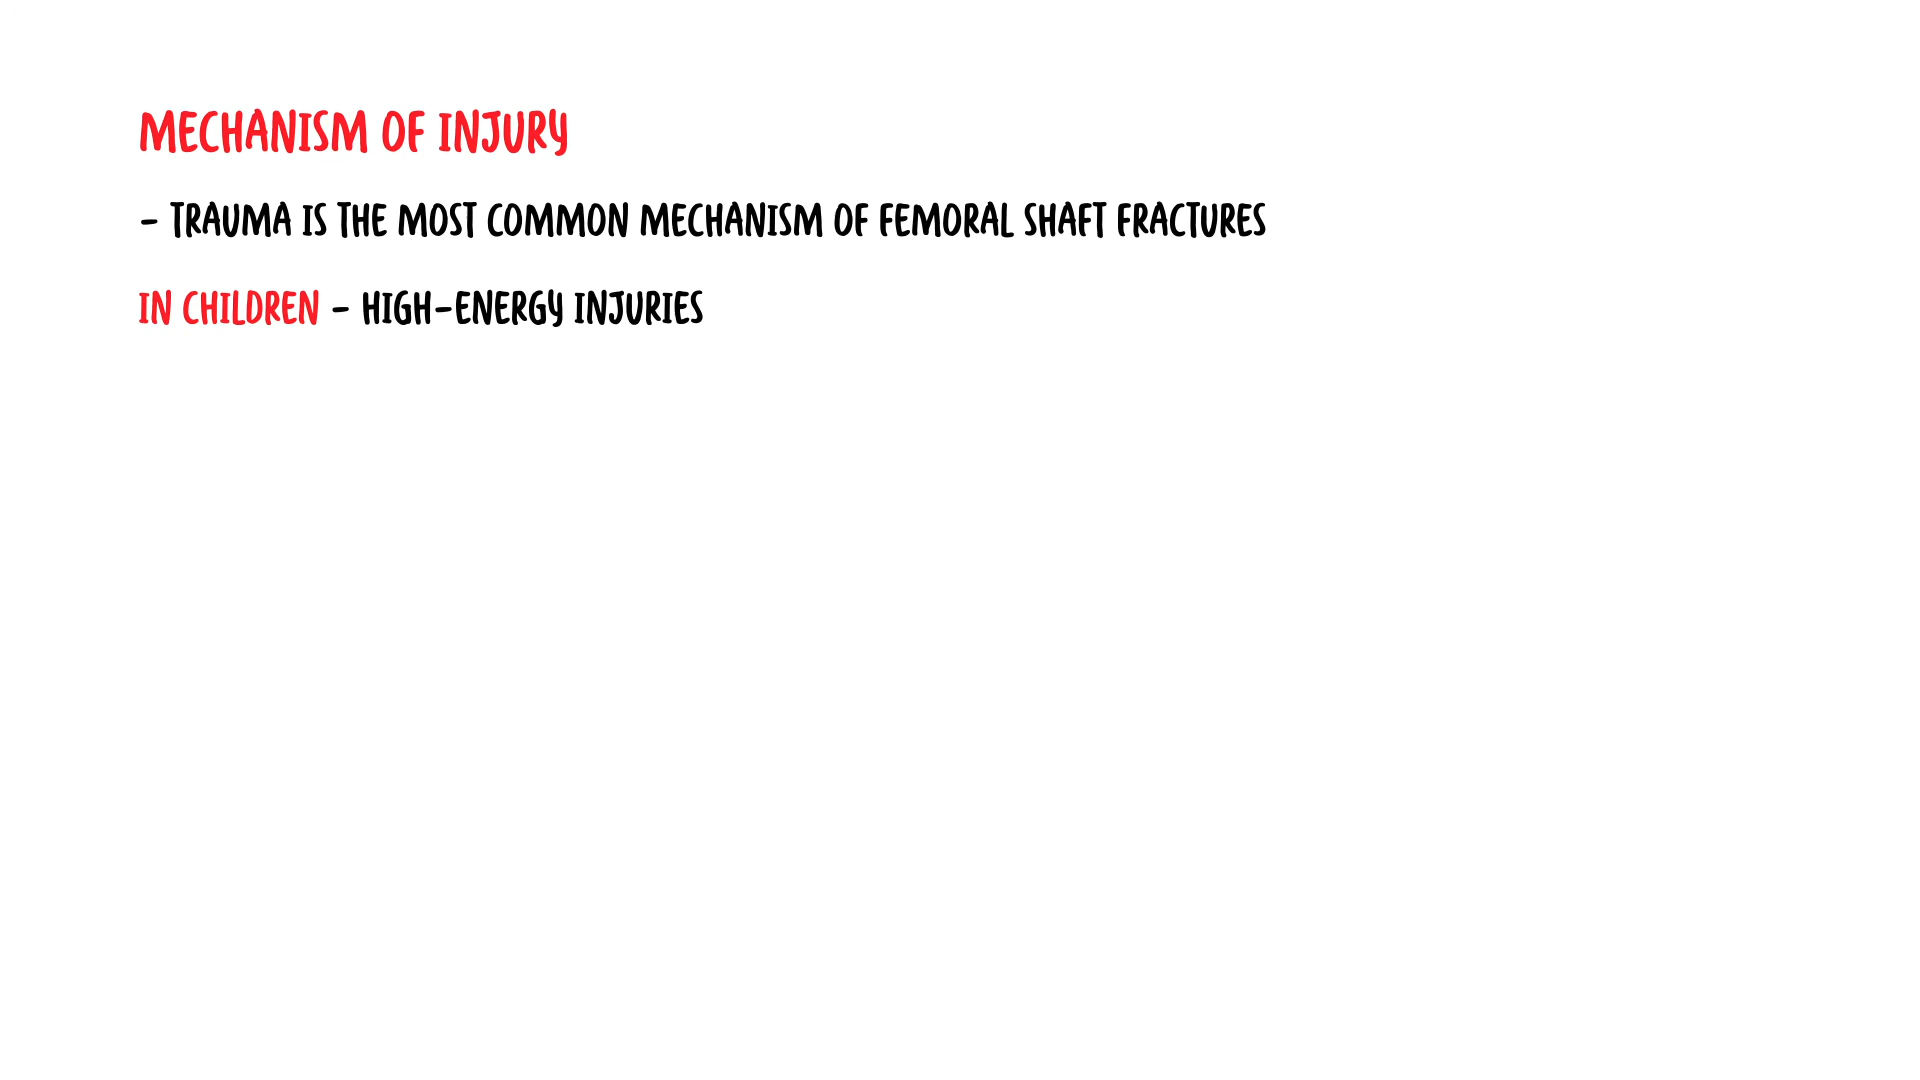 MECHANISM OF INJURY
- TRAUMA IS THE MOST COMMON MECHANISM OF FEMORAL SHAFT FRACTURES
IN CHILDREN - HIGH-ENERGY INJURIES